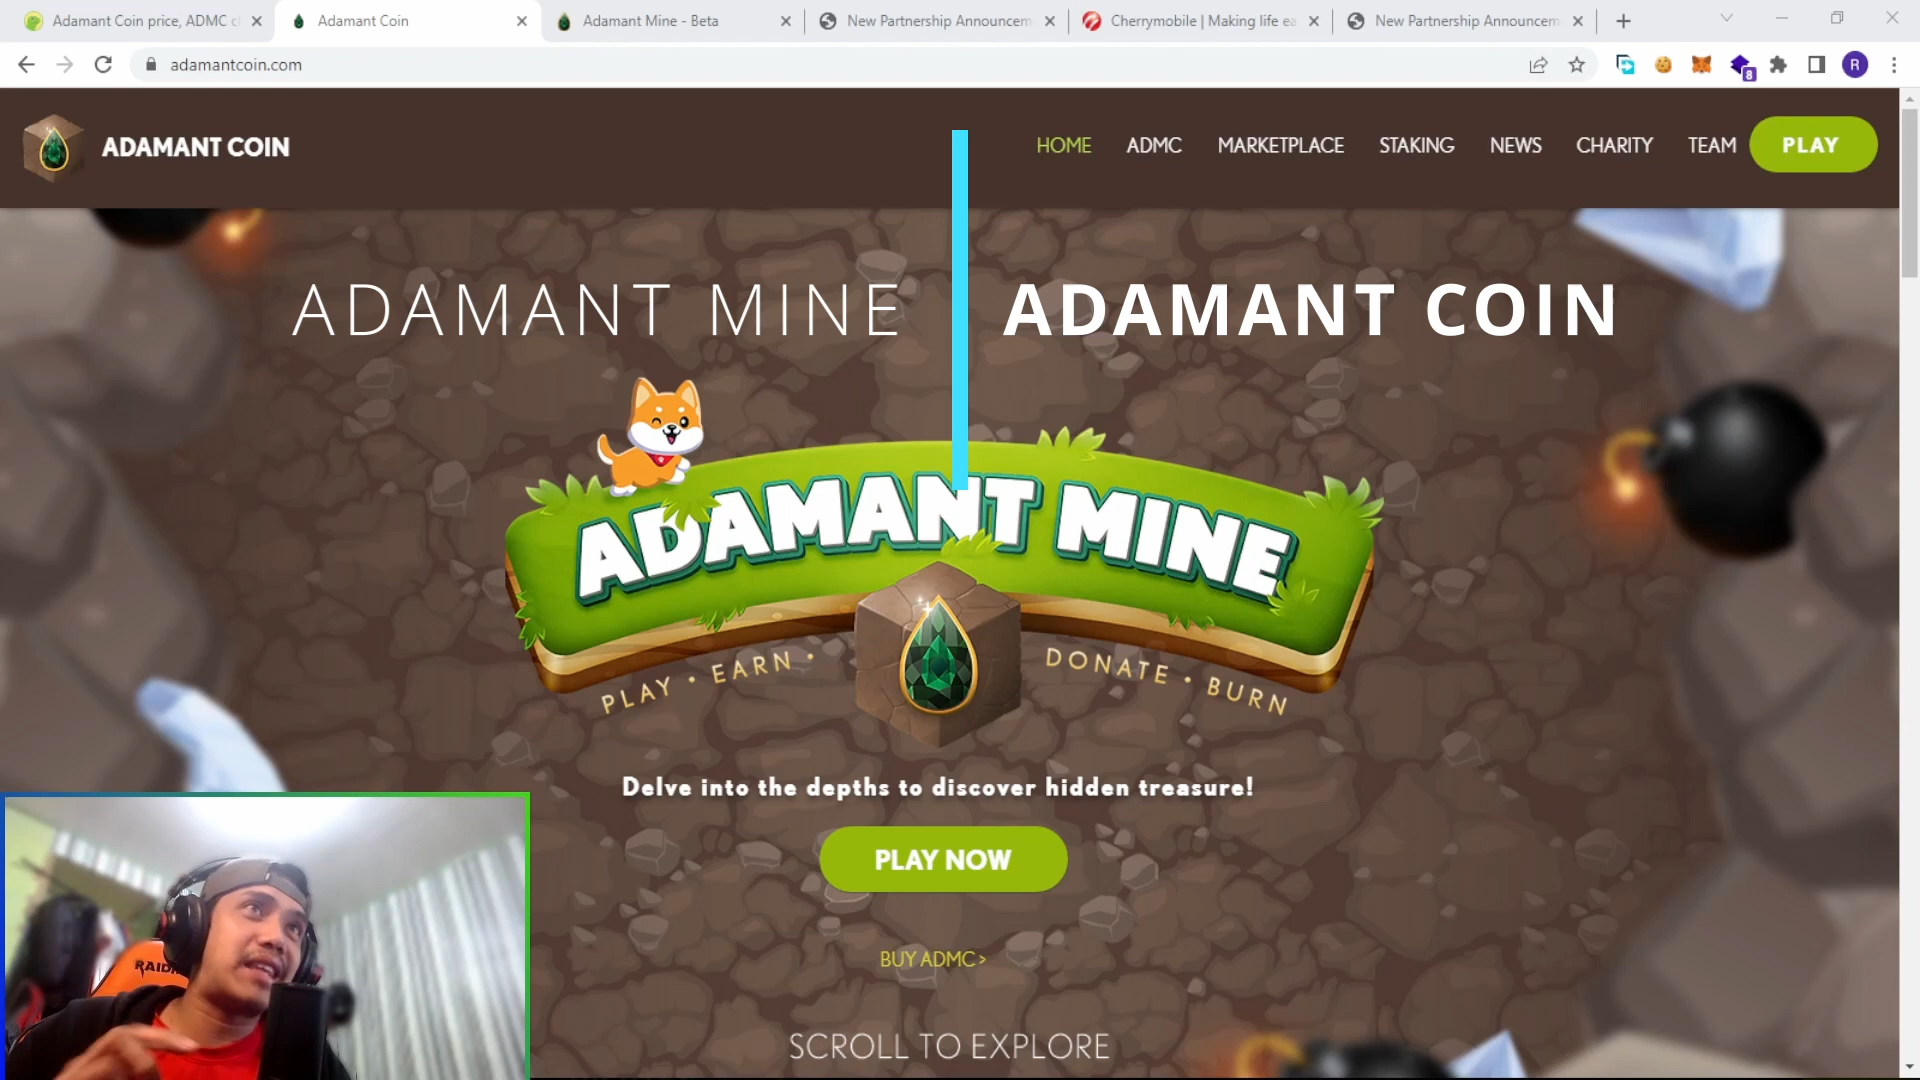 Adamant Coin price, ADMC c
Adamant Coin
Adamant Mine - Beta
New Partnership Announcem
Cherrymobile | Making life ea
New Partnership Announcem
adamantcoin.com
8
R
ADAMANT COIN
HOME
ADMC
MARKETPLACE
STAKING
NEWS
CHARITY
TEAM
PLAY
ADAMANT MINE
ADAMANT COIN
ADAMANT MINE
PLAY • EARN •
DONATE • BURN
Delve into the depths to discover hidden treasure!
PLAY NOW
RAID
BUY ADMC >
SCROLL TO EXPLORE